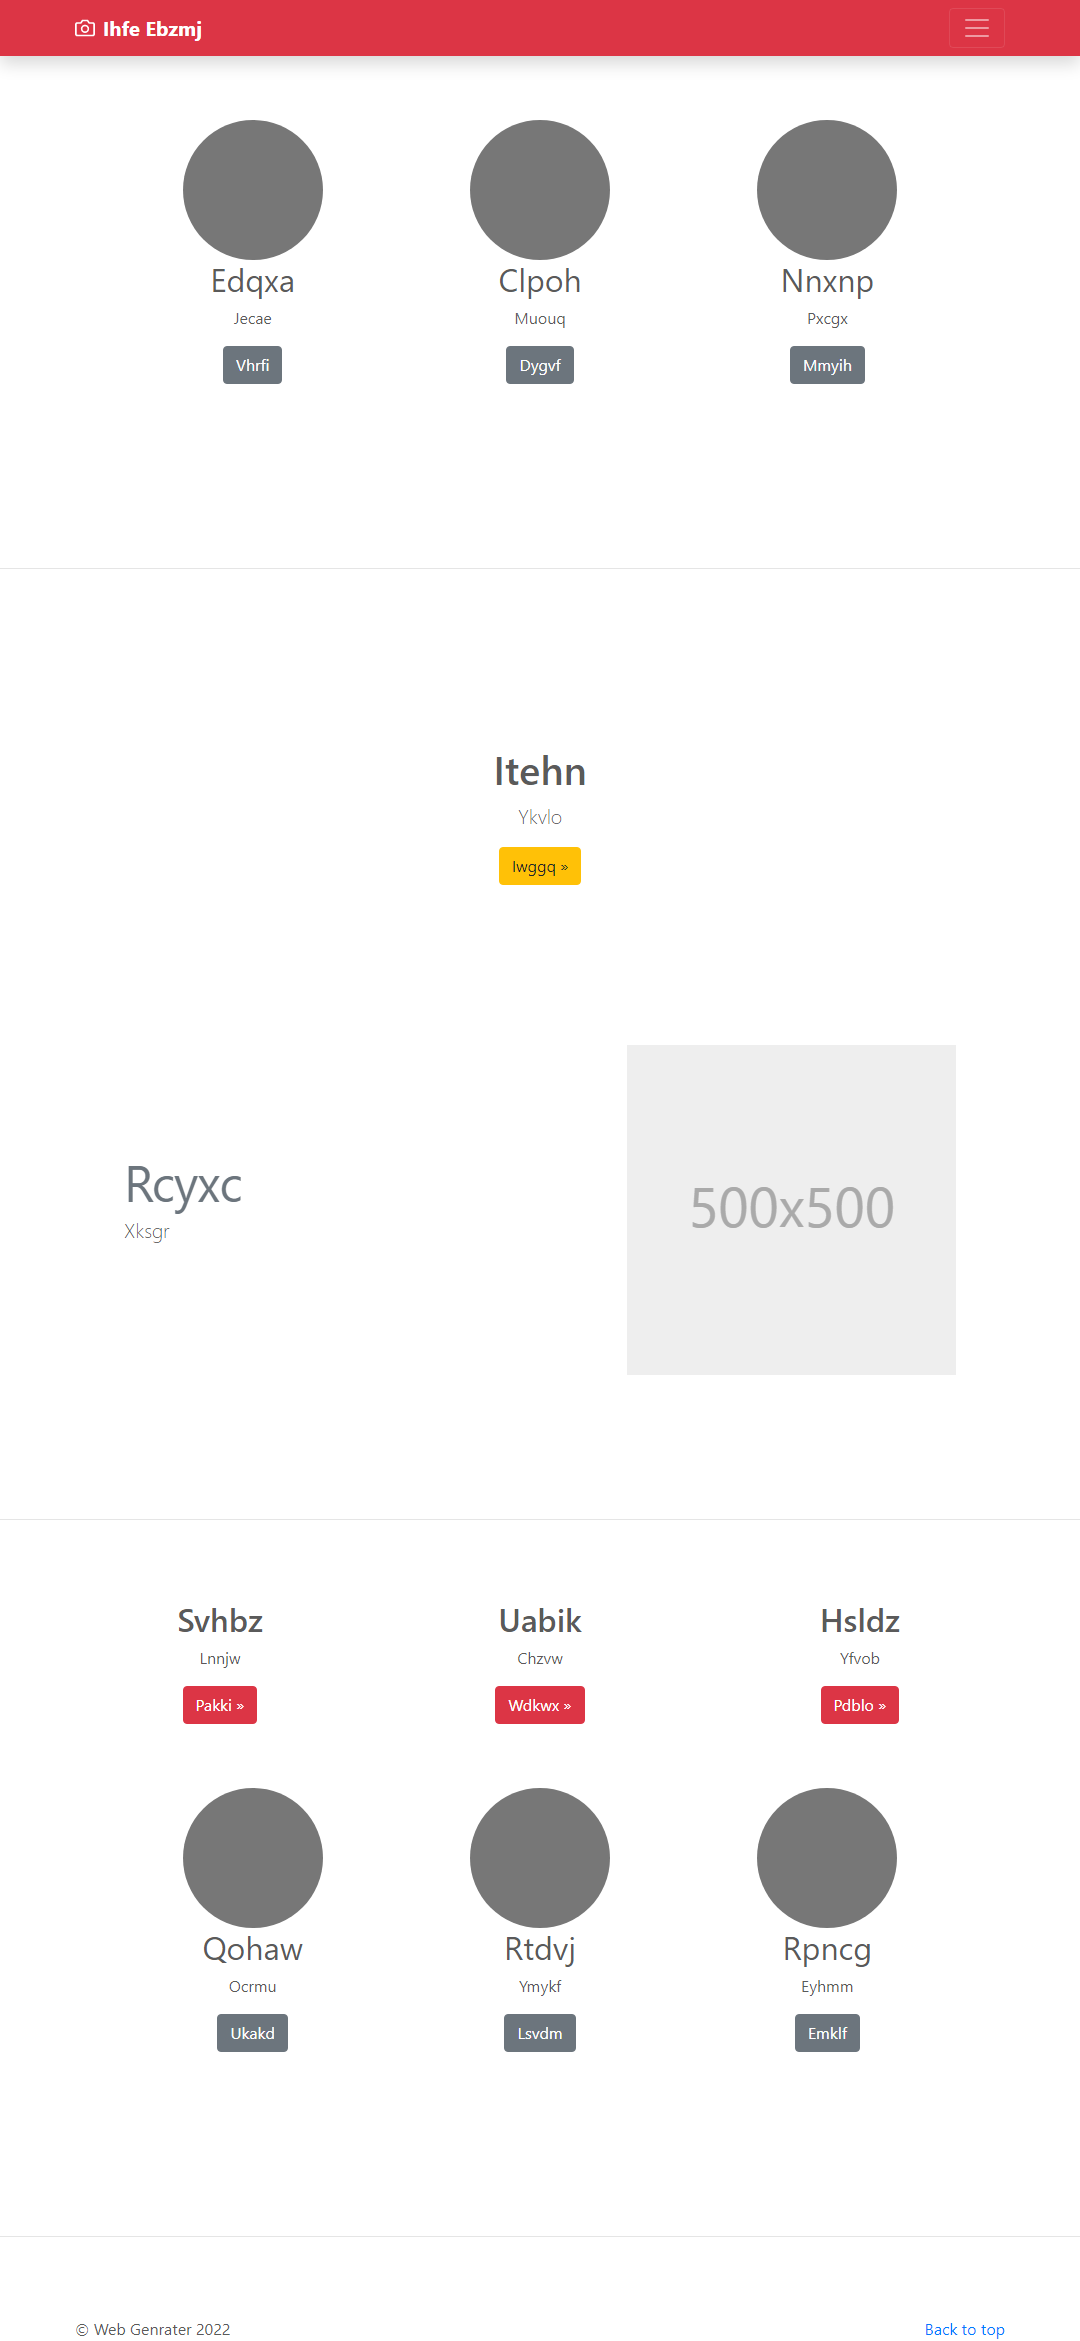 Ihfe Ebzmj
Edqxa
Clpoh
Nnxnp
Jecae
Muouq
Pxcgx
Vhrfi
Dygvf
Mmyih
Itehn
Ykvlo
Iwggq »
Rcyxc
Xksgr
500x500
Svhbz
Uabik
Hsldz
Lnnjw
Chzvw
Yfvob
Pakki »
Wdkwx »
Pdblo »
Qohaw
Rtdvj
Rpncg
Ocrmu
Ymykf
Eyhmm
Ukakd
Lsvdm
Emklf
© Web Genrater 2022
Back to top